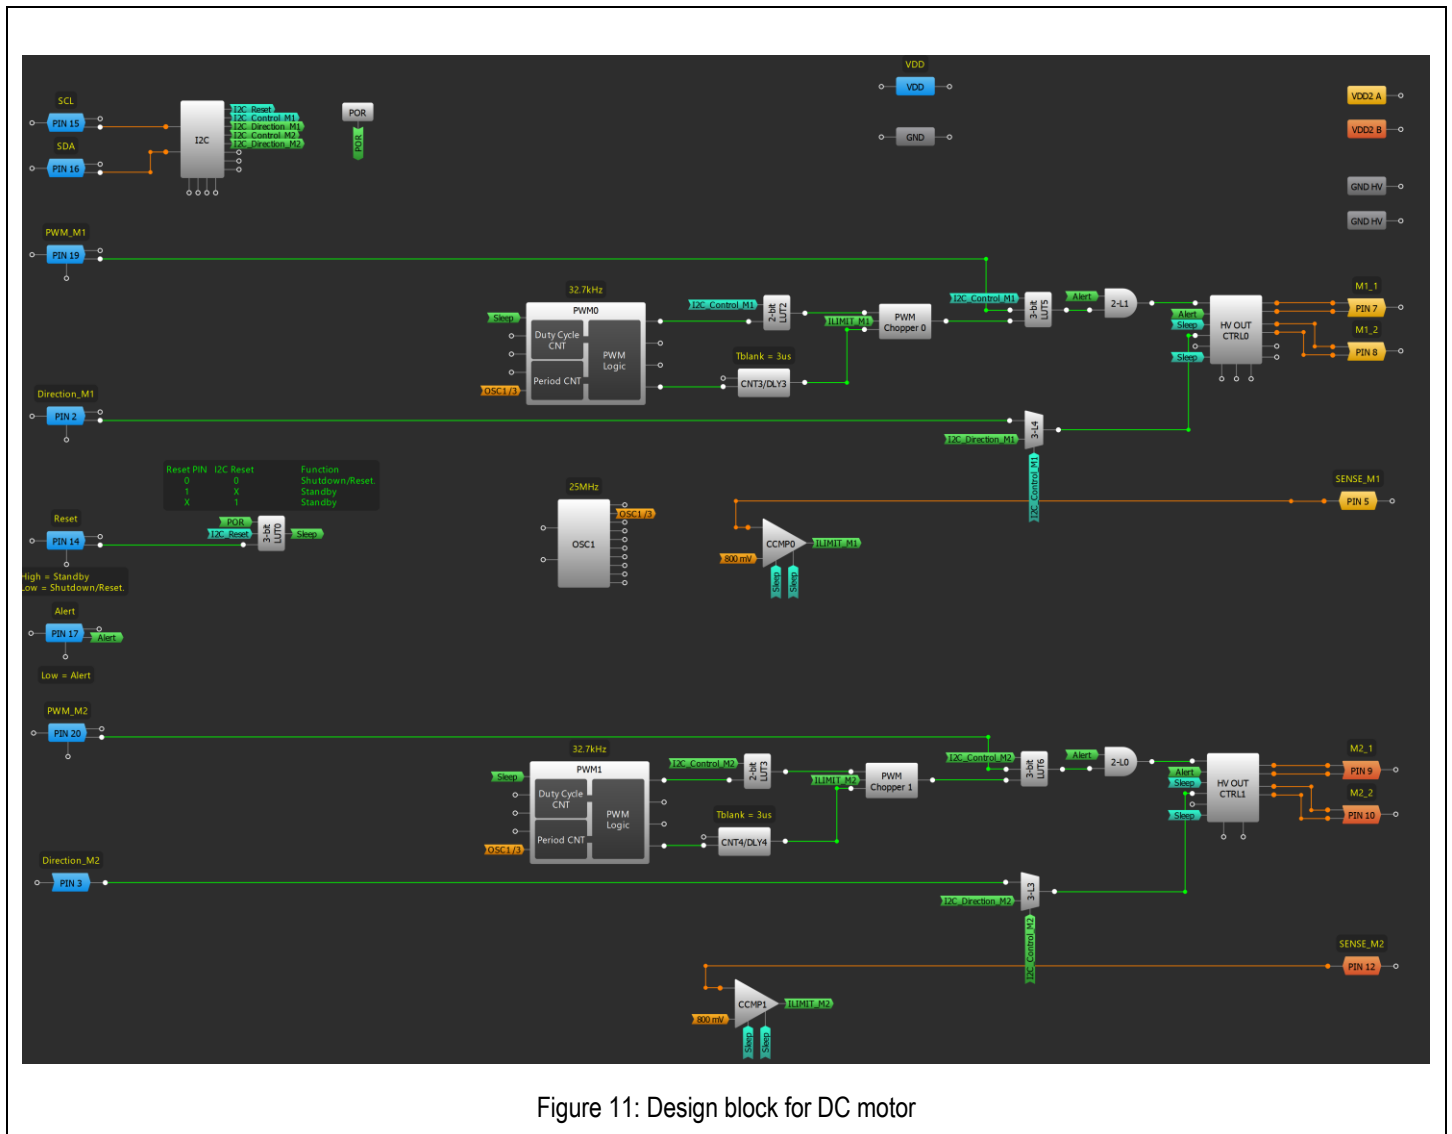 VDD
VDD
GND
VDD2 A
VDD2 B
GND HV
GND HV
SCL
PIN 15
SDA
PIN 16
I2C
I2C_Reset
I2C_Control_M1
I2C_Direction_M1
I2C_Control_M2
I2C_Direction_M2
POR
POR
PWM_M1
PIN 19
32.7kHz
PWM0
Sleep
Duty Cycle
CNT
Period CNT
PWM
Logic
OSC1 /3
I2C_Control_M1
2-bit
LUT2
ILIMIT_M1
PWM
Chopper 0
Tblank = 3us
CNT3/DLY3
I2C_Control_M1
3-bit
LUT5
Alert
2-L1
Alert
Sleep
Sleep
HV OUT
CTRL0
M1_1
PIN 7
M1_2
PIN 8
Direction_M1
PIN 2
I2C_Direction_M1
3-L4
I2C_Control_M1
Reset PIN I2C Reset Function
0 0 Shutdown/Reset.
1 X Standby
X 1 Standby
Reset
PIN 14
POR
I2C_Reset
3-bit
LUT0
Sleep
High = Standby
Low = Shutdown/Reset.
25MHz
OSC1
OSC1 /3
SENSE_M1
PIN 5
CCMP0
800 mV
ILIMIT_M1
Sleep
Sleep
Alert
PIN 17
Alert
Low = Alert
PWM_M2
PIN 20
32.7kHz
PWM1
Sleep
Duty Cycle
CNT
Period CNT
PWM
Logic
OSC1 /3
I2C_Control_M2
2-bit
LUT3
ILIMIT_M2
PWM
Chopper 1
Tblank = 3us
CNT4/DLY4
I2C_Control_M2
3-bit
LUT6
Alert
2-L0
Alert
Sleep
Sleep
HV OUT
CTRL1
M2_1
PIN 9
M2_2
PIN 10
Direction_M2
PIN 3
I2C_Direction_M2
3-L3
I2C_Control_M2
SENSE_M2
PIN 12
CCMP1
800 mV
ILIMIT_M2
Sleep
Sleep
Figure 11: Design block for DC motor